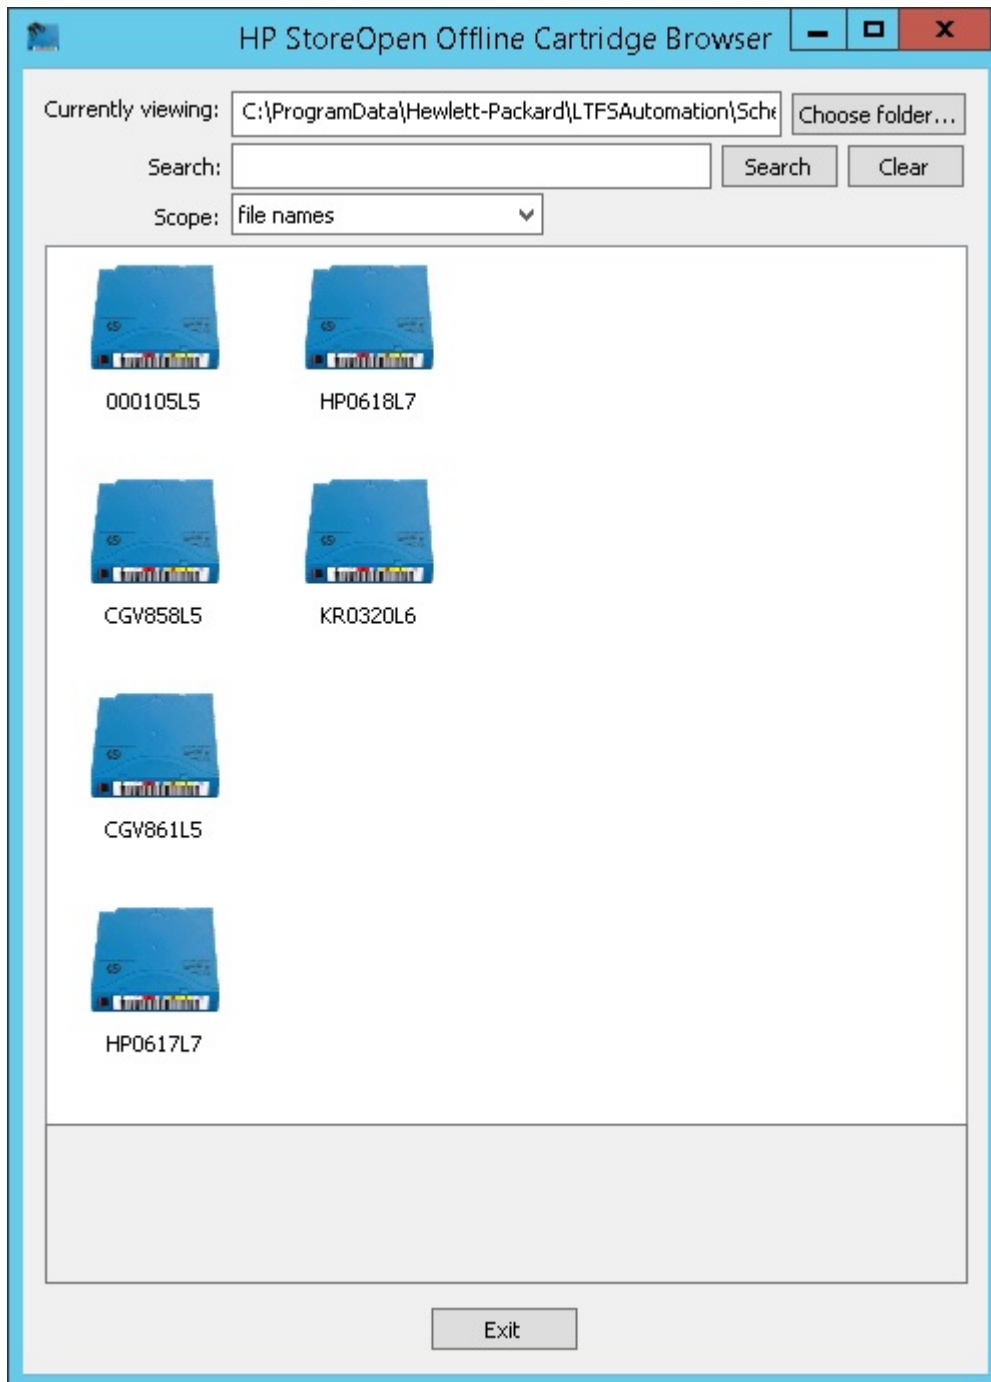 HP StoreOpen Offline Cartridge Browser
Currently viewing: C:\ProgramData\Hewlett-Packard\LTFSAutomation\Sche Choose folder...
Search: Search Clear
Scope: file names
000105L5 HP0618L7
CGV858L5 KR0320L6
CGV861L5
HP0617L7
Exit